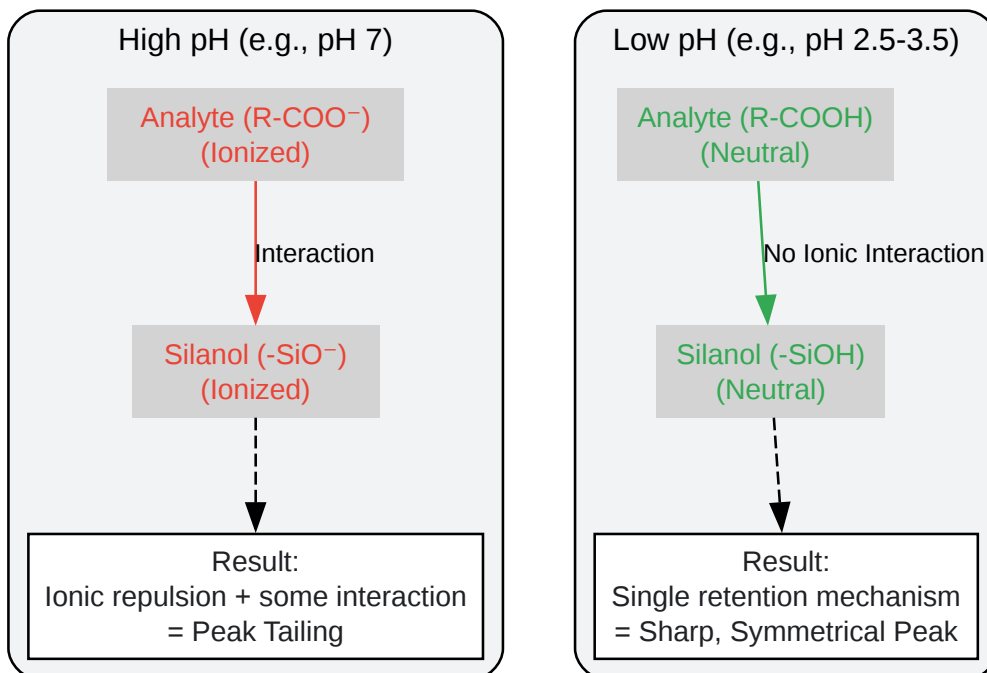 High pH (e.g., pH 7)
Analyte (R-COO⁻)
(Ionized)
Interaction
Silanol (-SiO⁻)
(Ionized)
Result:
Ionic repulsion + some interaction
= Peak Tailing
Low pH (e.g., pH 2.5-3.5)
Analyte (R-COOH)
(Neutral)
No Ionic Interaction
Silanol (-SiOH)
(Neutral)
Result:
Single retention mechanism
= Sharp, Symmetrical Peak